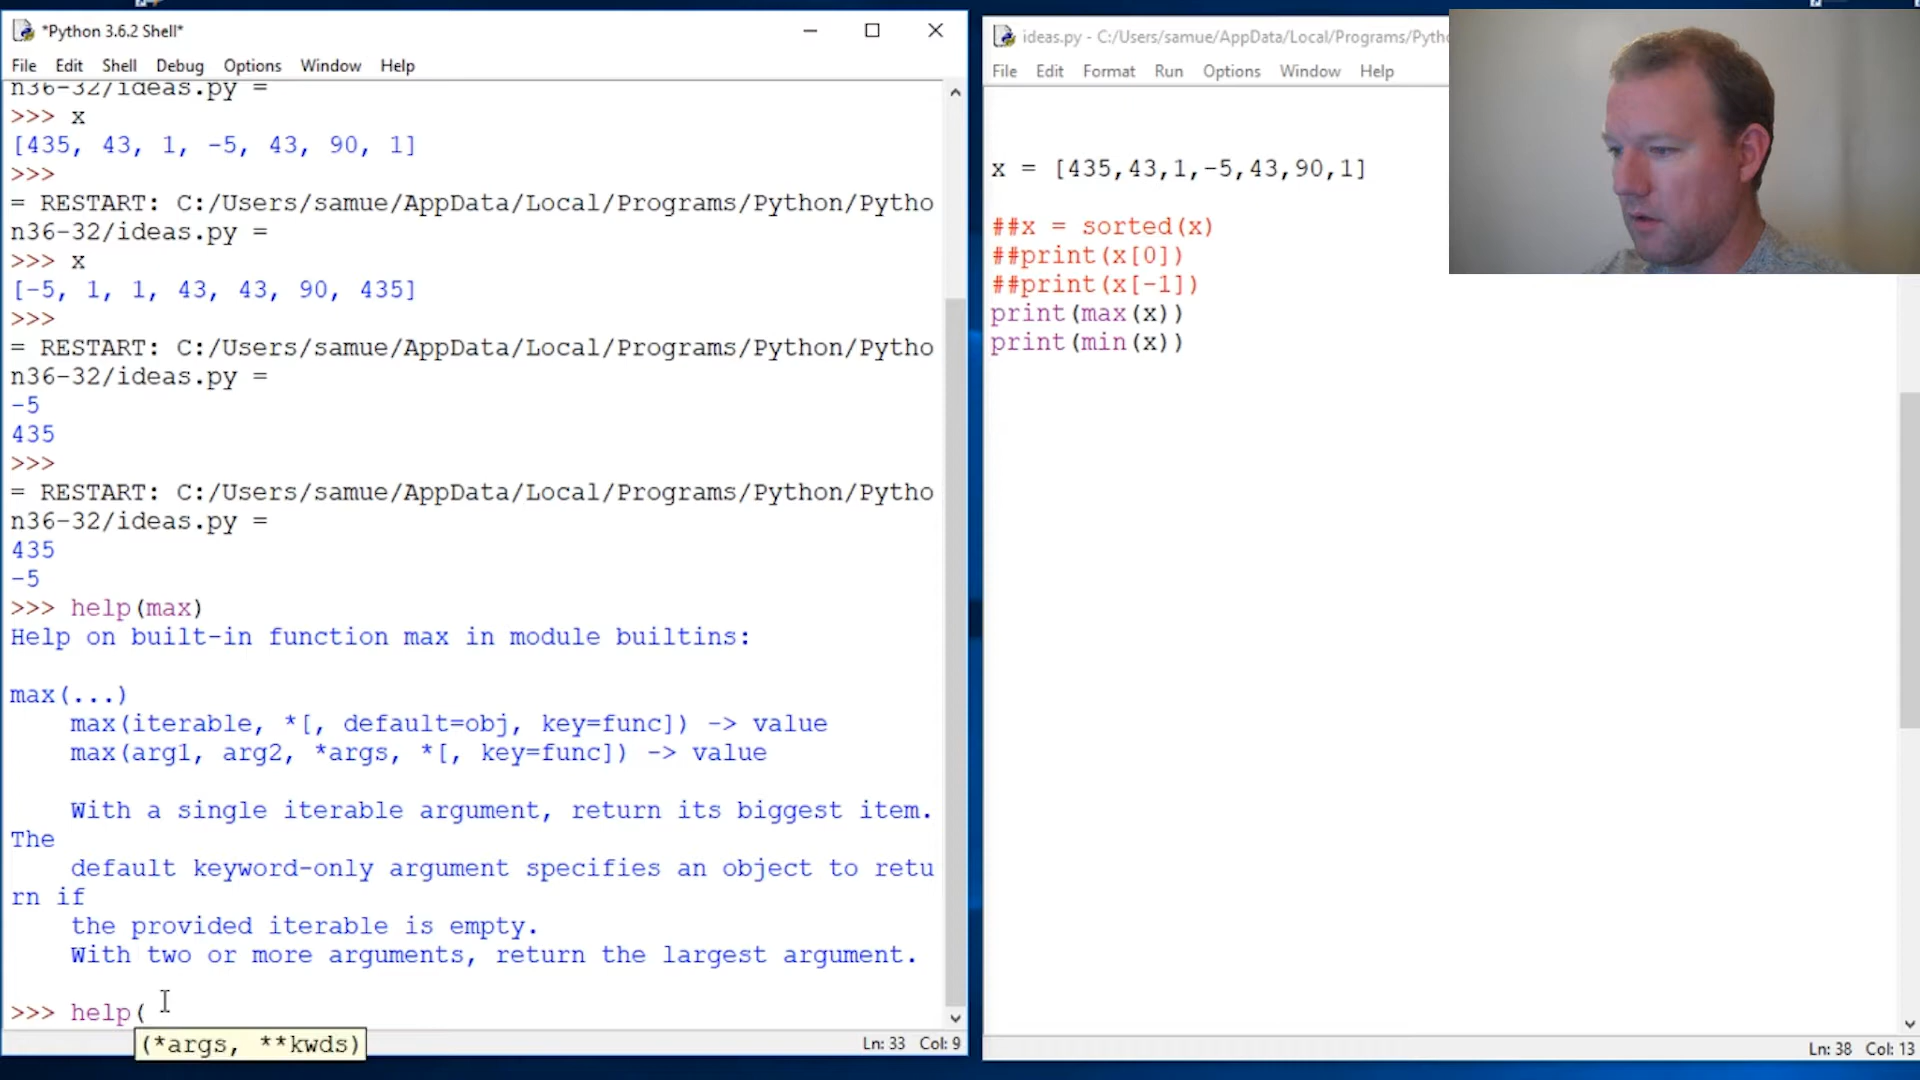 *Python 3.6.2 Shell*
File Edit Shell Debug Options Window Help
n36-32/ideas.py =
>>> x
[435, 43, 1, -5, 43, 90, 1]
>>>
= RESTART: C:/Users/samue/AppData/Local/Programs/Python/Pytho
n36-32/ideas.py =
>>> x
[-5, 1, 1, 43, 43, 90, 435]
>>>
= RESTART: C:/Users/samue/AppData/Local/Programs/Python/Pytho
n36-32/ideas.py =
-5
435
>>>
= RESTART: C:/Users/samue/AppData/Local/Programs/Python/Pytho
n36-32/ideas.py =
435
-5
>>> help(max)
Help on built-in function max in module builtins:
max(...)
max(iterable, *[, default=obj, key=func]) -> value
max(arg1, arg2, *args, *[, key=func]) -> value
With a single iterable argument, return its biggest item.
The
default keyword-only argument specifies an object to retu
rn if
the provided iterable is empty.
With two or more arguments, return the largest argument.
>>> help(
(*args, **kwds)
Ln: 33 Col: 9
ideas.py - C:/Users/samue/AppData/Local/Programs/Pytho
File Edit Format Run Options Window Help
x = [435,43,1,-5,43,90,1]
##x = sorted(x)
##print(x[0])
##print(x[-1])
print(max(x))
print(min(x))
Ln: 38 Col: 13